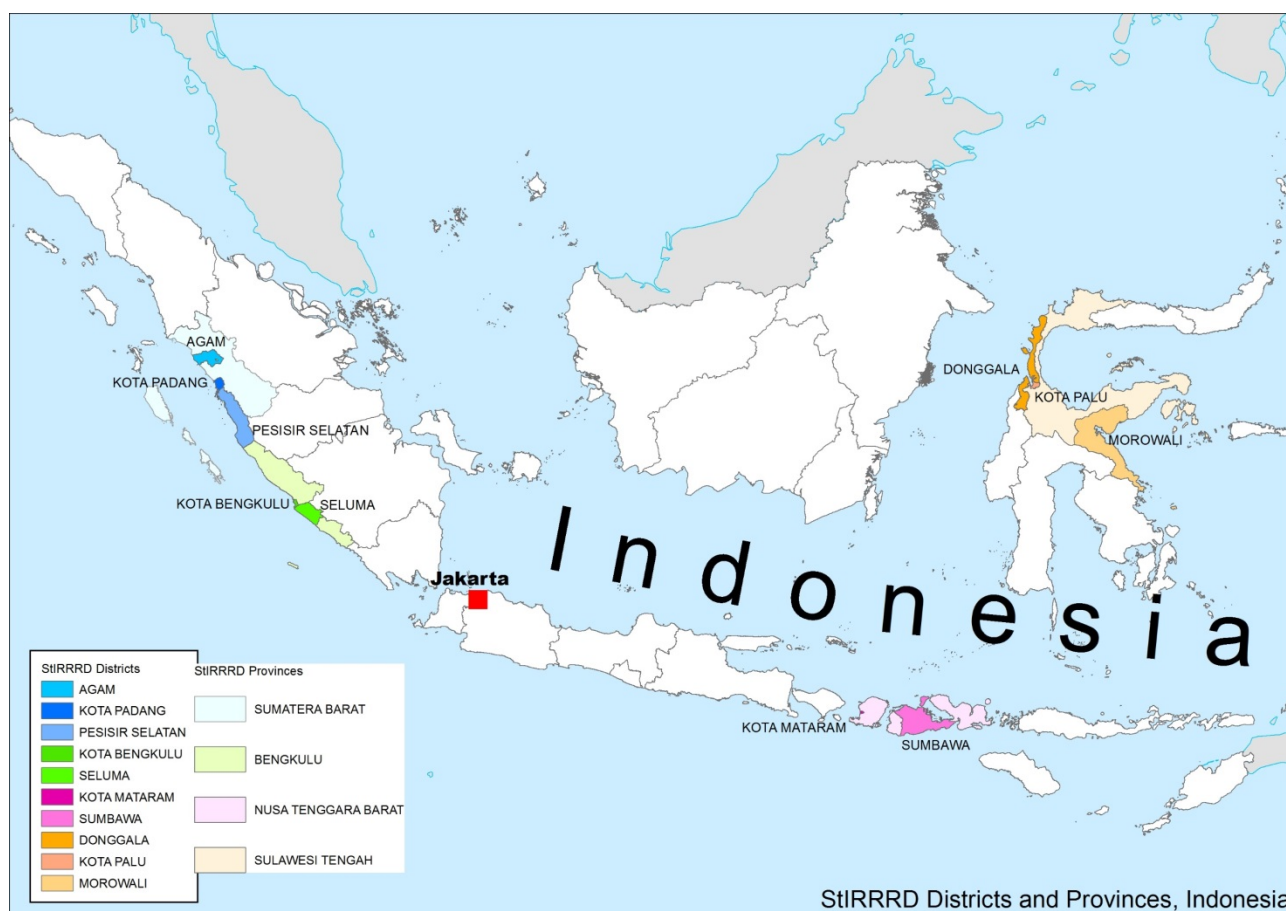 AGAM
KOTA PADANG
PESISIR SELATAN
KOTA BENGKULU
SELUMA
Jakarta
Indonesia
DONGGALA
KOTA PALU
MOROWALI
KOTA MATARAM
SUMBAWA
StIRRRD Districts
AGAM
KOTA PADANG
PESISIR SELATAN
KOTA BENGKULU
SELUMA
KOTA MATARAM
SUMBAWA
DONGGALA
KOTA PALU
MOROWALI
StIRRRD Provinces
SUMATERA BARAT
BENGKULU
NUSA TENGGARA BARAT
SULAWESI TENGAH
StIRRRD Districts and Provinces, Indonesia